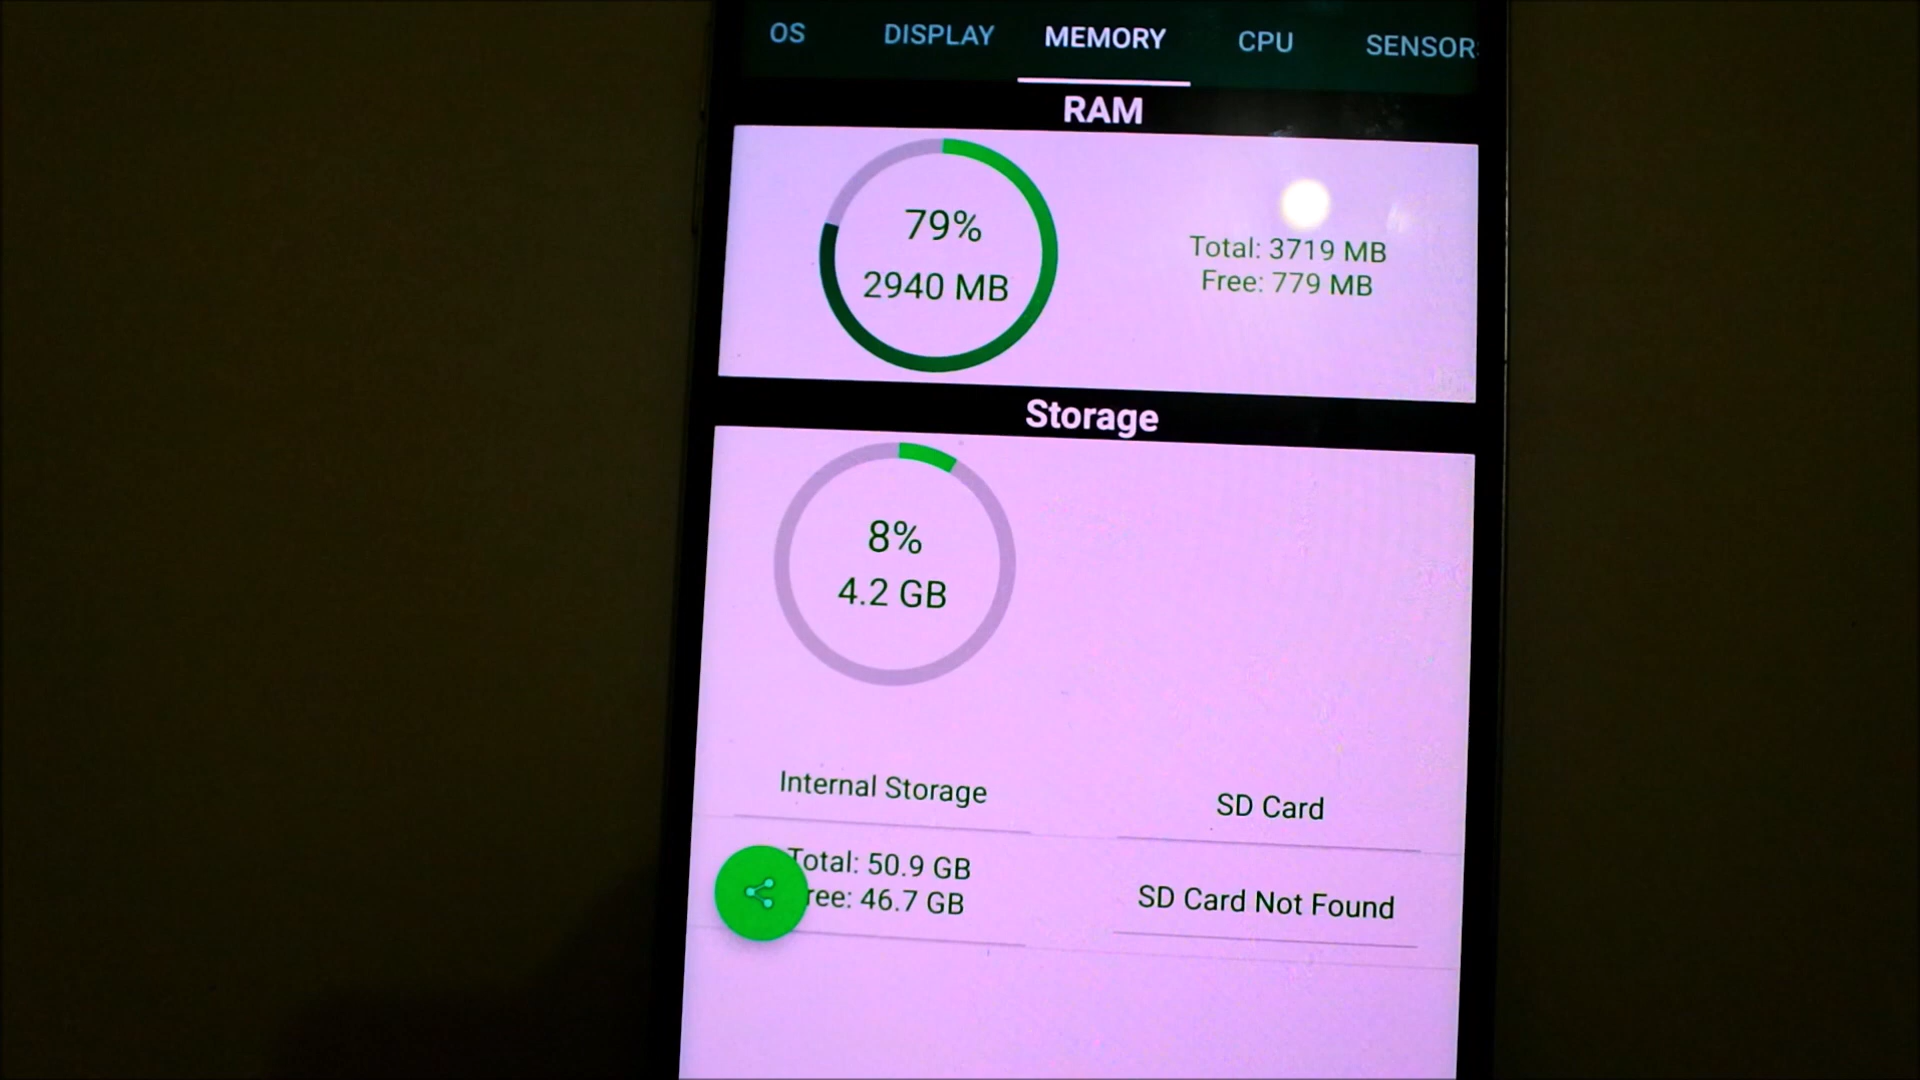 OS DISPLAY MEMORY CPU SENSOR
RAM
79%
2940 MB
Total: 3719 MB
Free: 779 MB
Storage
8%
4.2 GB
Internal Storage
SD Card
Total: 50.9 GB
ree: 46.7 GB
SD Card Not Found